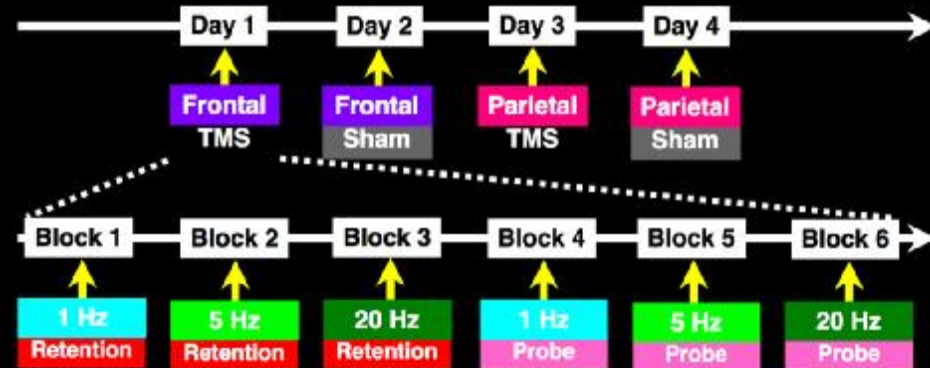 Day 1 Day 2 Day 3 Day 4
Frontal Frontal Parietal Parietal
TMS Sham TMS Sham
Block 1 Block 2 Block 3 Block 4 Block 5 Block 6
1 Hz 5 Hz 20 Hz 1 Hz 5 Hz 20 Hz
Retention Retention Retention Probe Probe Probe